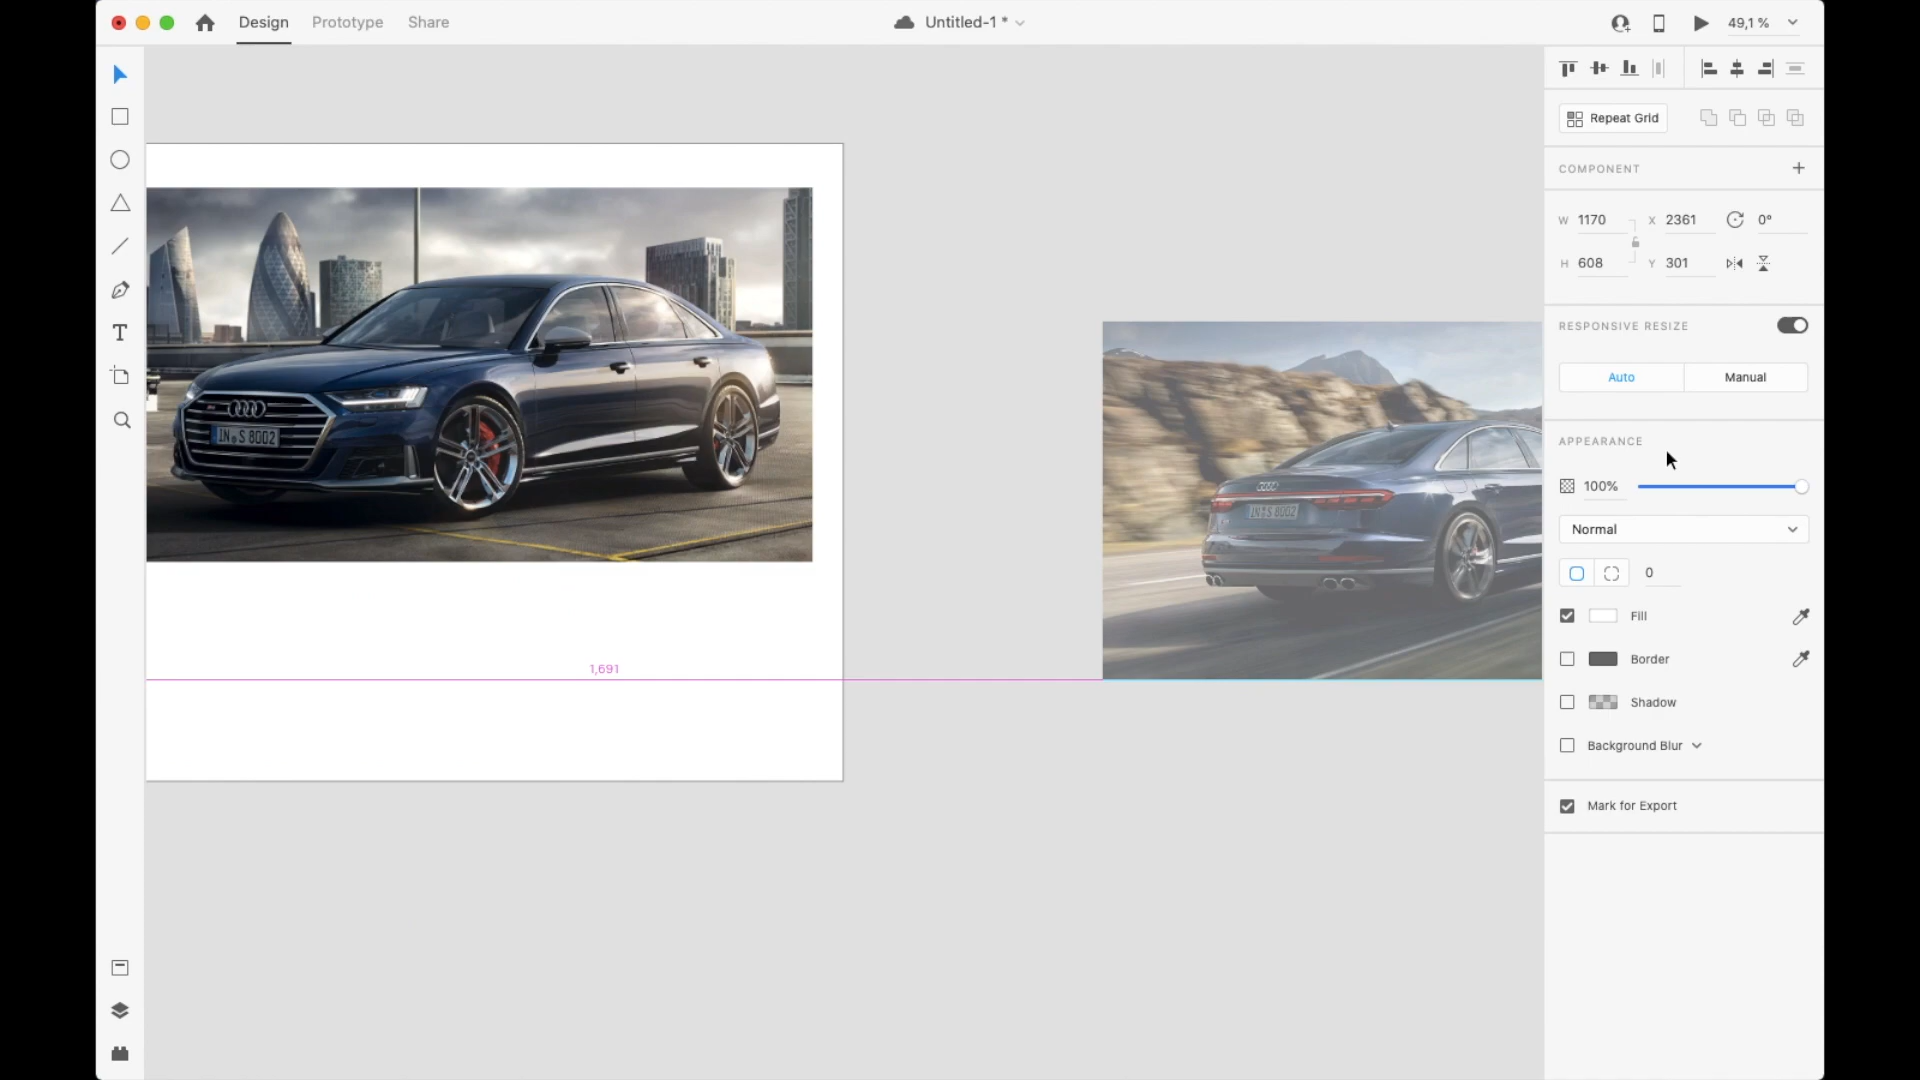 Design
Prototype
Share
Untitled-1 *
49,1 %
Repeat Grid
COMPONENT
W 1170
X 2361
0°
H 608
Y 301
RESPONSIVE RESIZE
Auto
Manual
APPEARANCE
100%
Normal
0
Fill
Border
Shadow
Background Blur
Mark for Export
T
IN S 8002
IN S 8002
1,691